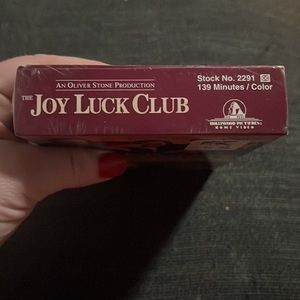 AN OLIVER STONE PRODUCTION
THE JOY LUCK CLUB
Stock No. 2291
139 Minutes / Color
HOLLYWOOD PICTURES
HOME VIDEO